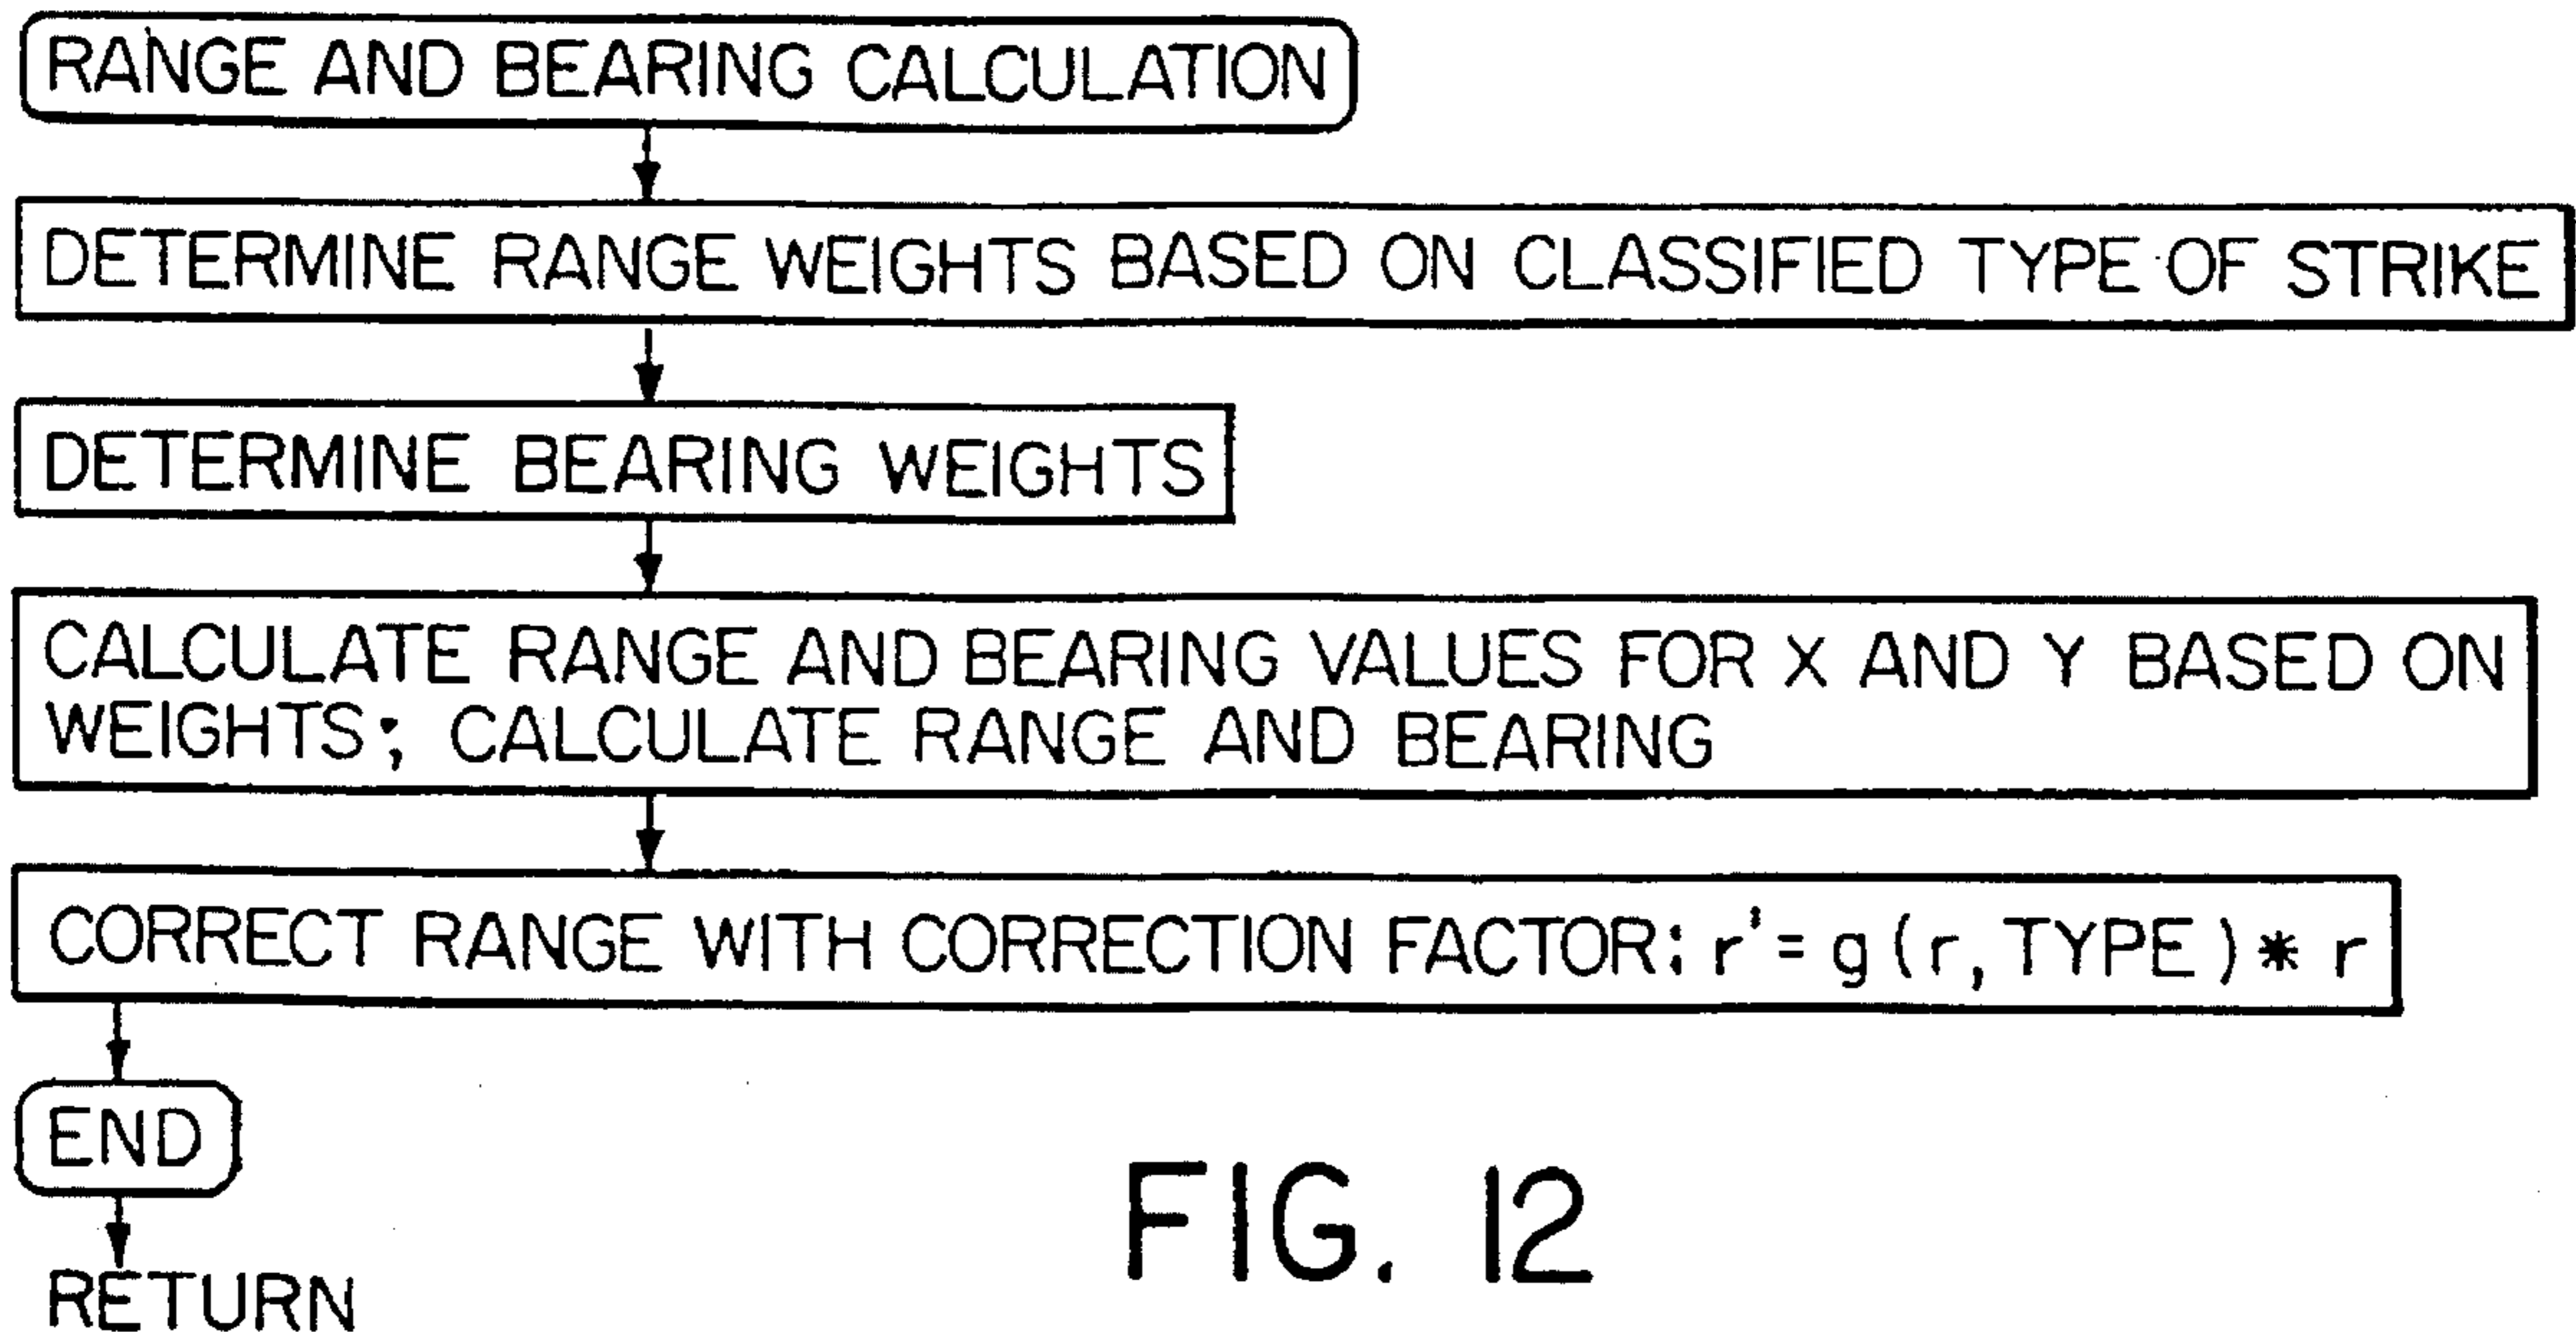 RANGE AND BEARING CALCULATION
DETERMINE RANGE WEIGHTS BASED ON CLASSIFIED TYPE OF STRIKE
DETERMINE BEARING WEIGHTS
CALCULATE RANGE AND BEARING VALUES FOR X AND Y BASED ON
WEIGHTS; CALCULATE RANGE AND BEARING
CORRECT RANGE WITH CORRECTION FACTOR: r' = g (r, TYPE) * r
END
RETURN
FIG. 12